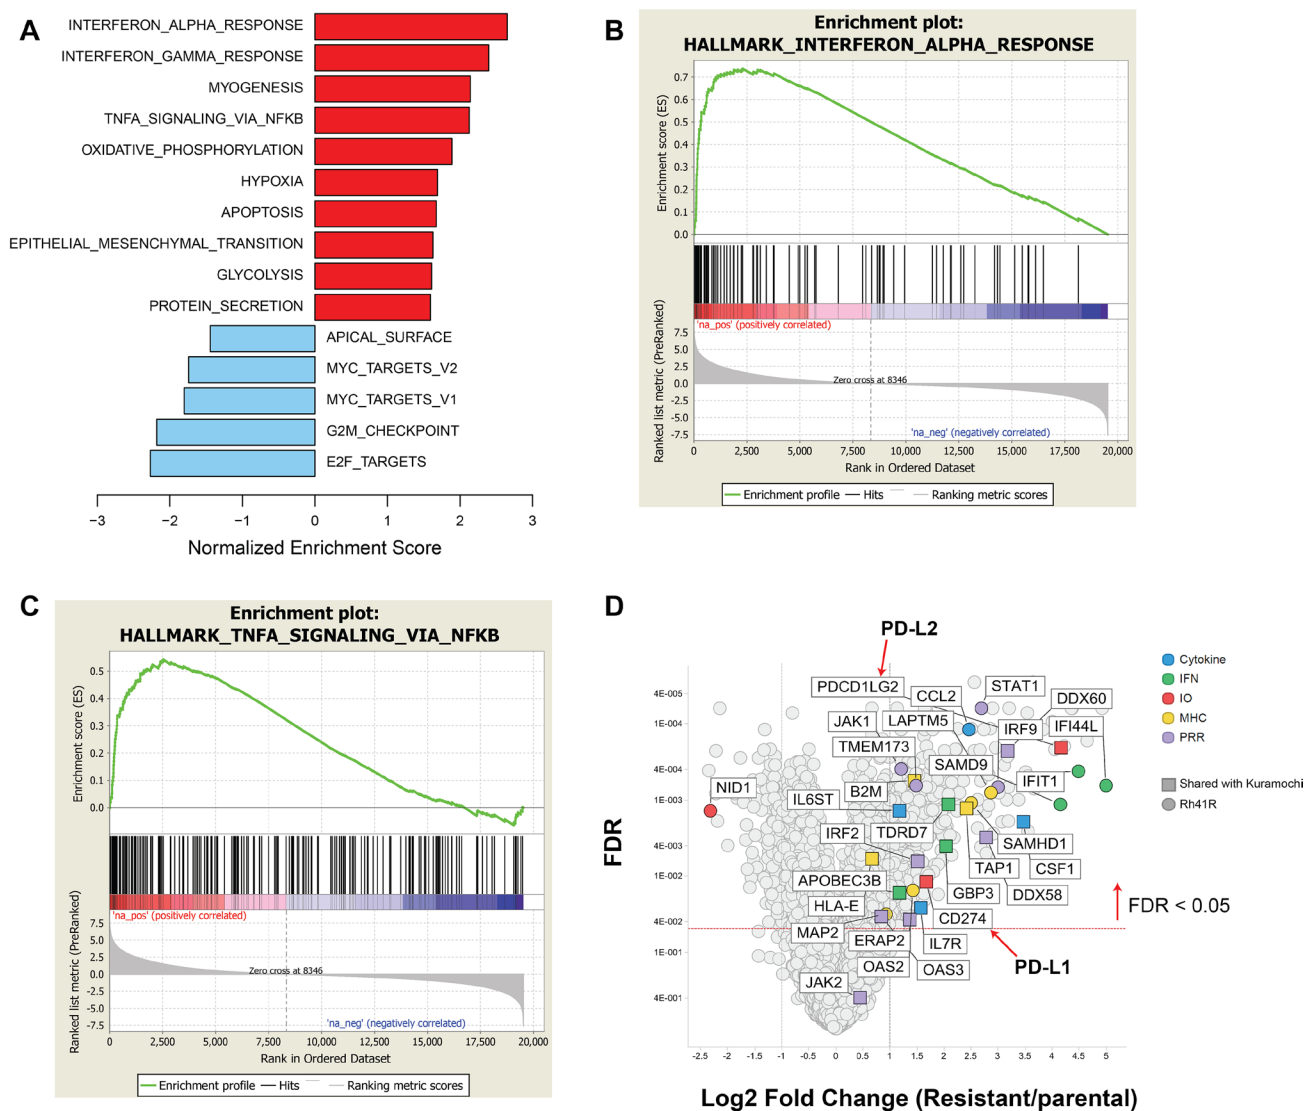 A
INTERFERON_ALPHA_RESPONSE
INTERFERON_GAMMA_RESPONSE
MYOGENESIS
TNFA_SIGNALING_VIA_NFKB
OXIDATIVE_PHOSPHORYLATION
HYPOXIA
APOPTOSIS
EPITHELIAL_MESENCHYMAL_TRANSITION
GLYCOLYSIS
PROTEIN_SECRETION
APICAL_SURFACE
MYC_TARGETS_V2
MYC_TARGETS_V1
G2M_CHECKPOINT
E2F_TARGETS
−3 −2 −1 0 1 2 3
Normalized Enrichment Score
B
Enrichment plot:
HALLMARK_INTERFERON_ALPHA_RESPONSE
Enrichment score (ES)
0.7
0.6
0.5
0.4
0.3
0.2
0.1
0.0
Ranked list metric (PreRanked)
'na_pos' (positively correlated)
7.5
5.0
2.5
0.0
-2.5
-5.0
-7.5
Zero cross at 8346
'na_neg' (negatively correlated)
0 2,500 5,000 7,500 10,000 12,500 15,000 17,500 20,000
Rank in Ordered Dataset
Enrichment profile Hits Ranking metric scores
C
Enrichment plot:
HALLMARK_TNFA_SIGNALING_VIA_NFKB
Enrichment score (ES)
0.5
0.4
0.3
0.2
0.1
0.0
Ranked list metric (PreRanked)
'na_pos' (positively correlated)
7.5
5.0
2.5
0.0
-2.5
-5.0
-7.5
Zero cross at 8346
'na_neg' (negatively correlated)
0 2,500 5,000 7,500 10,000 12,500 15,000 17,500 20,000
Rank in Ordered Dataset
Enrichment profile Hits Ranking metric scores
D
PD-L2
PDCD1LG2
CCL2
STAT1
DDX60
JAK1
LAPTM5
IRF9
IFI44L
TMEM173
SAMD9
IFIT1
NID1
B2M
IL6ST
IRF2
TDRD7
SAMHD1
CSF1
TAP1
APOBEC3B
GBP3
DDX58
HLA-E
CD274
MAP2
ERAP2
IL7R
OAS2
OAS3
JAK2
PD-L1
FDR < 0.05
Cytokine
IFN
IO
MHC
PRR
Shared with Kuramochi
Rh41R
FDR
4E-005
1E-004
4E-004
1E-003
4E-003
1E-002
4E-002
1E-001
4E-001
-2.5 -2 -1.5 -1 -0.5 0 0.5 1 1.5 2 2.5 3 3.5 4 4.5 5
Log2 Fold Change (Resistant/parental)